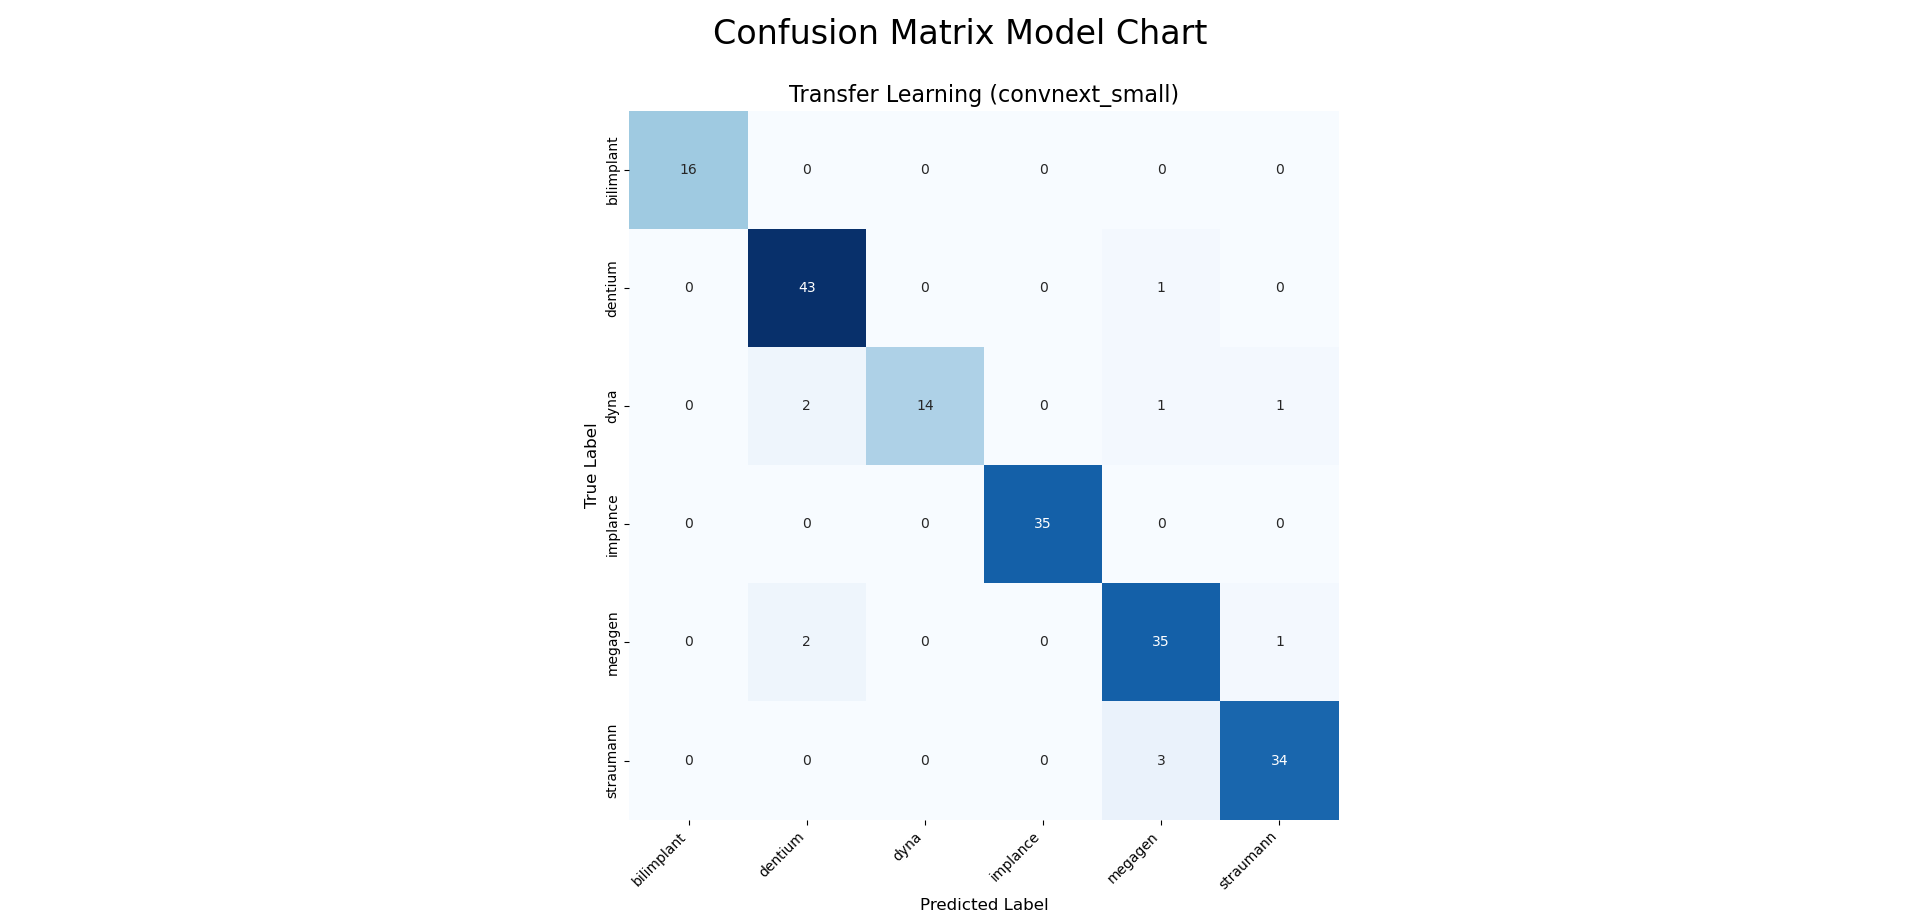 Confusion Matrix Model Chart
Transfer Learning (convnext_small)
True Label
bilimplant
16 0 0 0 0 0
dentium
0 43 0 0 1 0
dyna
0 2 14 0 1 1
implance
0 0 0 35 0 0
megagen
0 2 0 0 35 1
straumann
0 0 0 0 3 34
bilimplant dentium dyna implance megagen straumann
Predicted Label